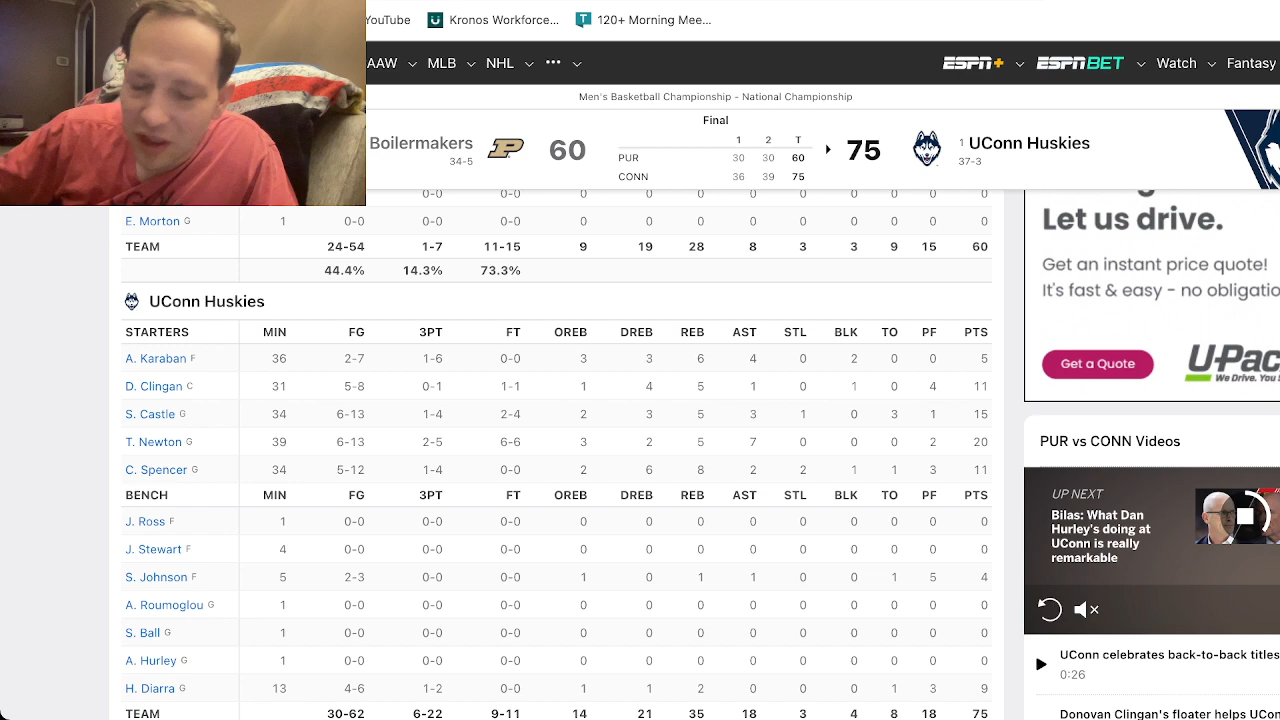 YouTube Kronos Workforce... 120+ Morning Mee...
AAW MLB NHL ••• ESPN+ ESPN BET Watch Fantasy
Men's Basketball Championship - National Championship
Final
Boilermakers
34-5
P
60
1 2 T
PUR 30 30 60
CONN 36 39 75
75
1 UConn Huskies
37-3
0-0 0-0 0-0 0 0 0 0 0 0 0 0 0
E. Morton G 1 0-0 0-0 0-0 0 0 0 0 0 0 0 0 0
TEAM 24-54 1-7 11-15 9 19 28 8 3 3 9 15 60
44.4% 14.3% 73.3%
UConn Huskies
STARTERS MIN FG 3PT FT OREB DREB REB AST STL BLK TO PF PTS
A. Karaban F 36 2-7 1-6 0-0 3 3 6 4 0 2 0 0 5
D. Clingan C 31 5-8 0-1 1-1 1 4 5 1 0 1 0 4 11
S. Castle G 34 6-13 1-4 2-4 2 3 5 3 1 0 3 1 15
T. Newton G 39 6-13 2-5 6-6 3 2 5 7 0 0 0 2 20
C. Spencer G 34 5-12 1-4 0-0 2 6 8 2 2 1 1 3 11
BENCH MIN FG 3PT FT OREB DREB REB AST STL BLK TO PF PTS
J. Ross F 1 0-0 0-0 0-0 0 0 0 0 0 0 0 0 0
J. Stewart F 4 0-0 0-0 0-0 0 0 0 0 0 0 0 0 0
S. Johnson F 5 2-3 0-0 0-0 1 0 1 1 0 0 1 5 4
A. Roumoglou G 1 0-0 0-0 0-0 0 0 0 0 0 0 0 0 0
S. Ball G 1 0-0 0-0 0-0 0 0 0 0 0 0 0 0 0
A. Hurley G 1 0-0 0-0 0-0 0 0 0 0 0 0 0 0 0
H. Diarra G 13 4-6 1-2 0-0 1 1 2 0 0 0 1 3 9
TEAM 30-62 6-22 9-11 14 21 35 18 3 4 8 18 75
Let us drive.
Get an instant price quote!
It's fast & easy - no obligatio
Get a Quote
U-Pac
We Drive. You S
PUR vs CONN Videos
UP NEXT
Bilas: What Dan
Hurley's doing at
UConn is really
remarkable
UConn celebrates back-to-back titles
0:26
Donovan Clingan's floater helps UCon